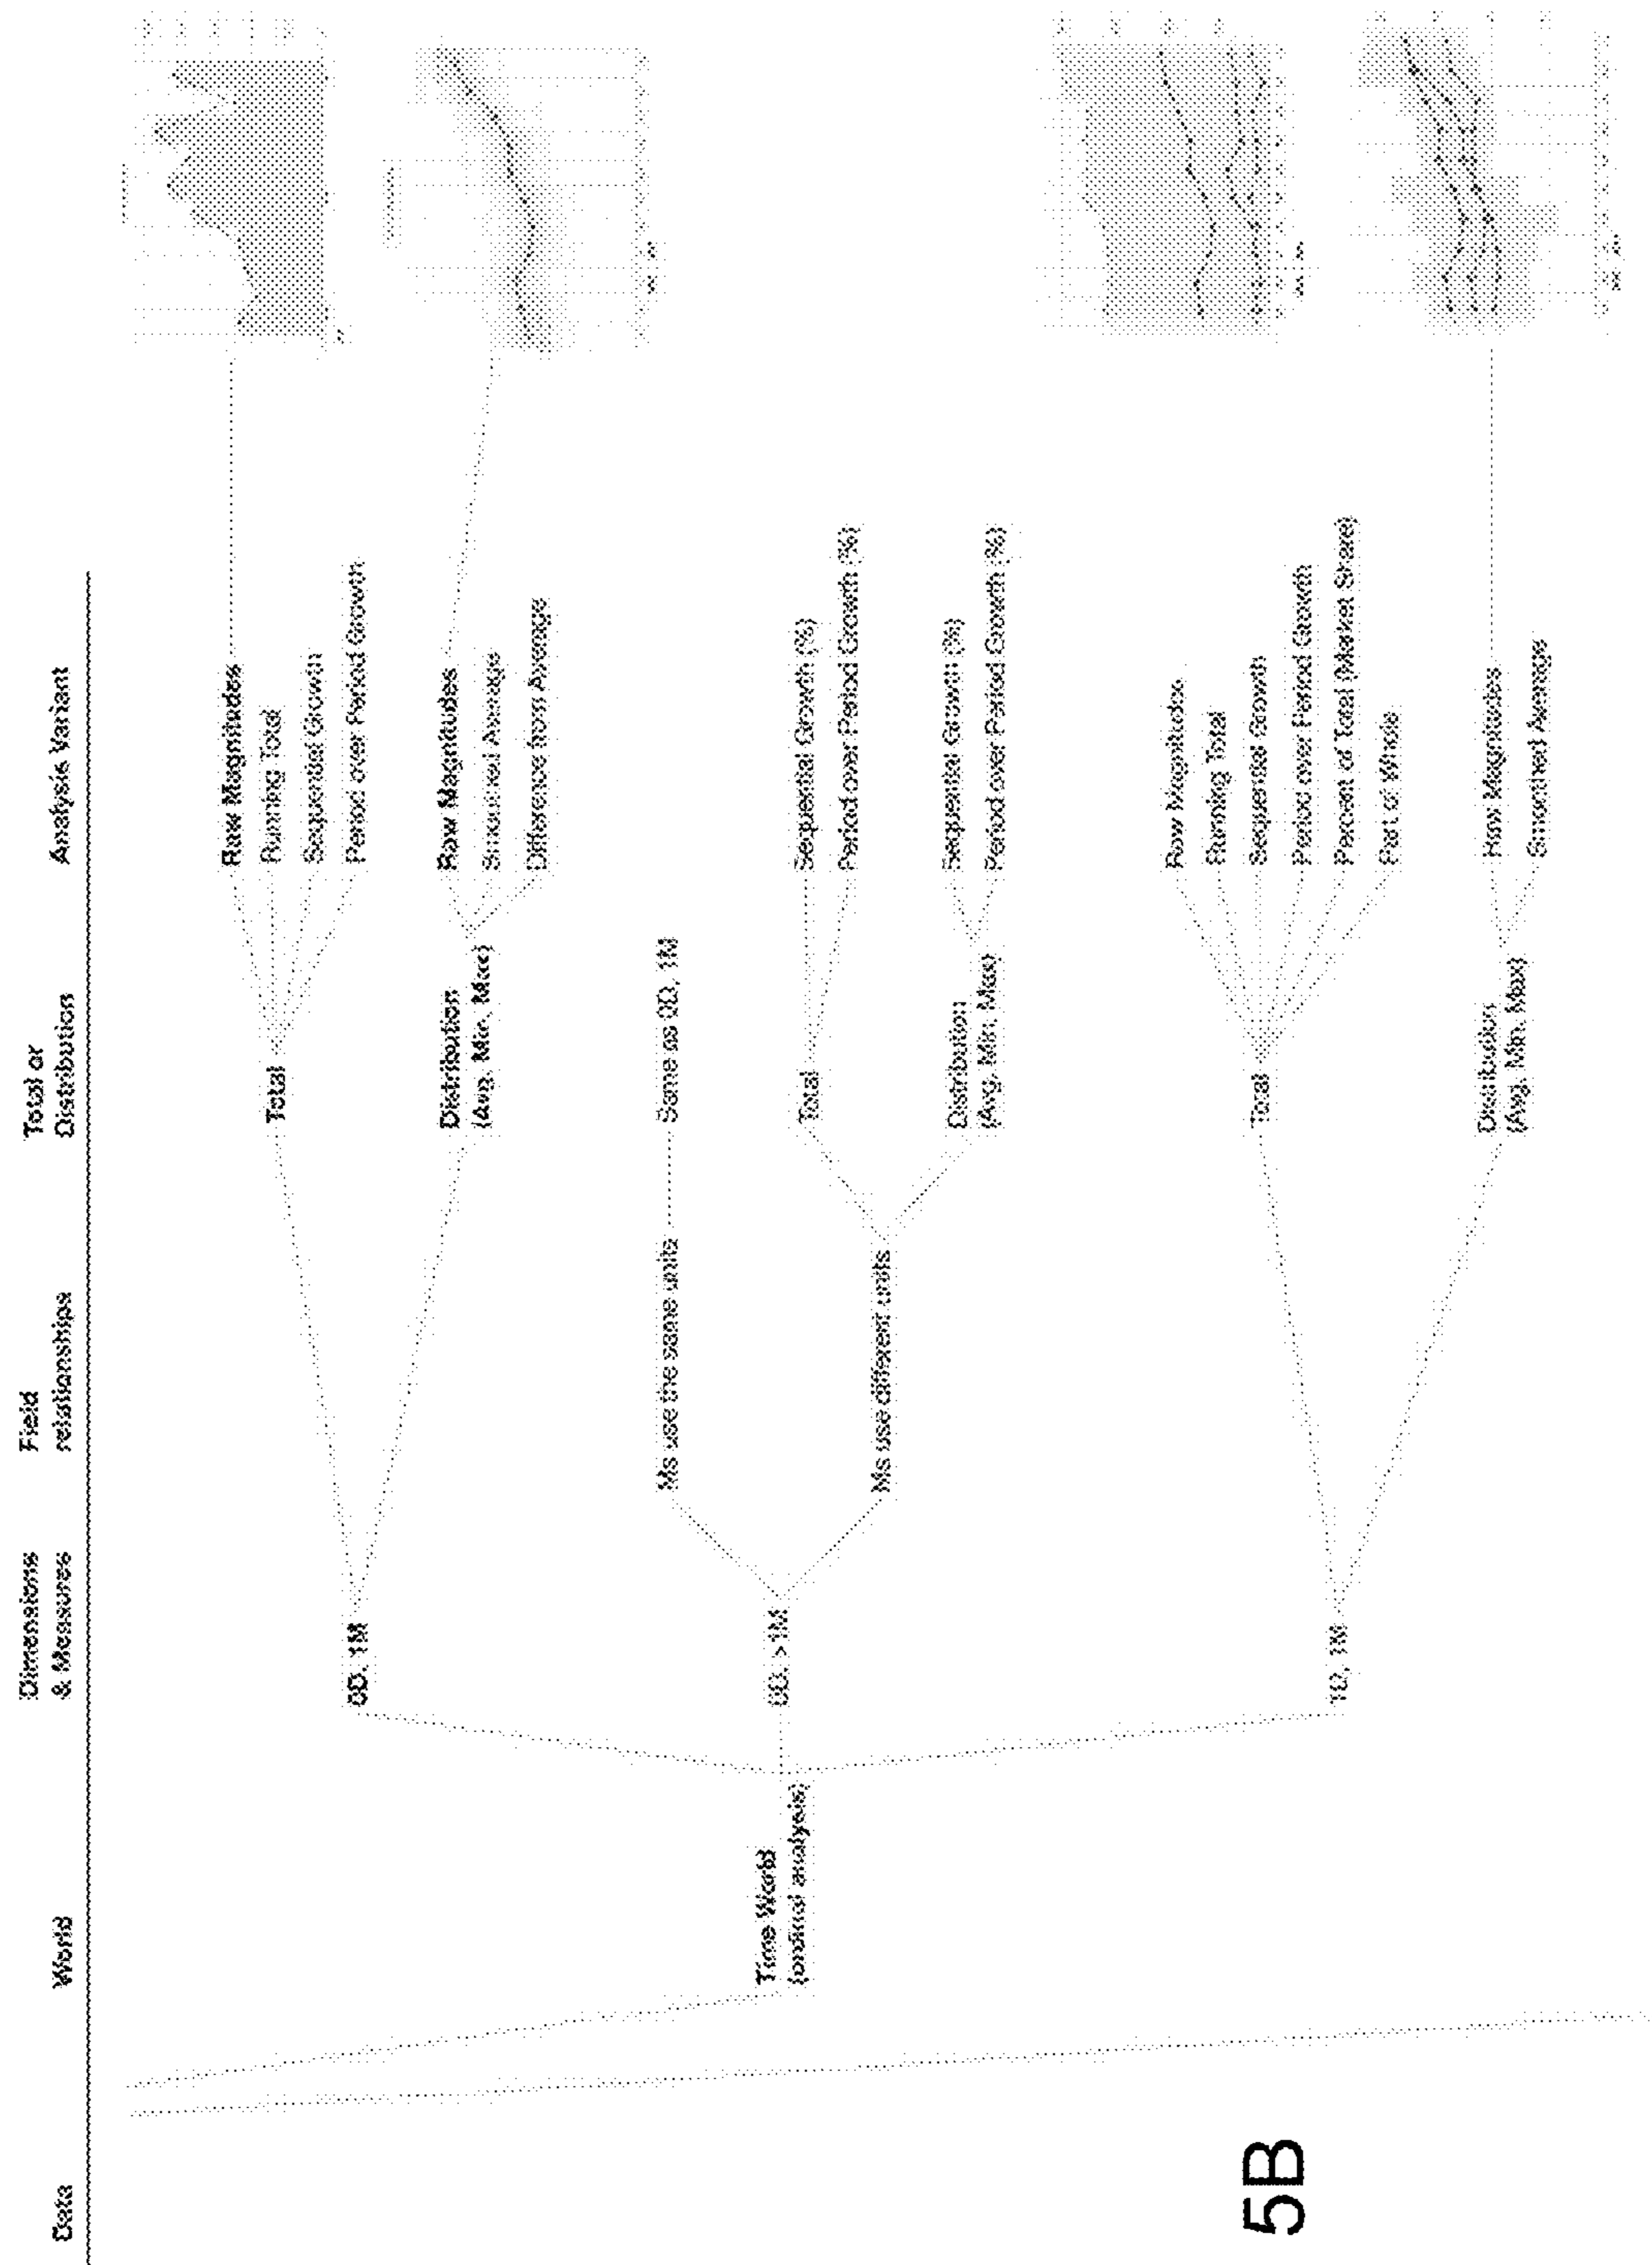 Data
World
Dimensions
& Measures
Field
relationships
Total or
Distribution
Analysis Variant
Time World
(ordinal analysis)
0D, 1M
Total
Raw Magnitudes
Running Total
Sequential Growth
Period over Period Growth
Distribution
(Avg, Min, Max)
Raw Magnitudes
Smoothed Average
Difference from Average
0D, >1M
Ms use the same units
Same as 0D, 1M
Ms use different units
Total
Sequential Growth (%)
Period over Period Growth (%)
Distribution
(Avg, Min, Max)
Sequential Growth (%)
Period over Period Growth (%)
1D, 1M
Total
Raw Magnitudes
Running Total
Sequential Growth
Period over Period Growth
Percent of Total (Market Share)
Part of Whole
Distribution
(Avg, Min, Max)
Raw Magnitudes
Smoothed Average
5B